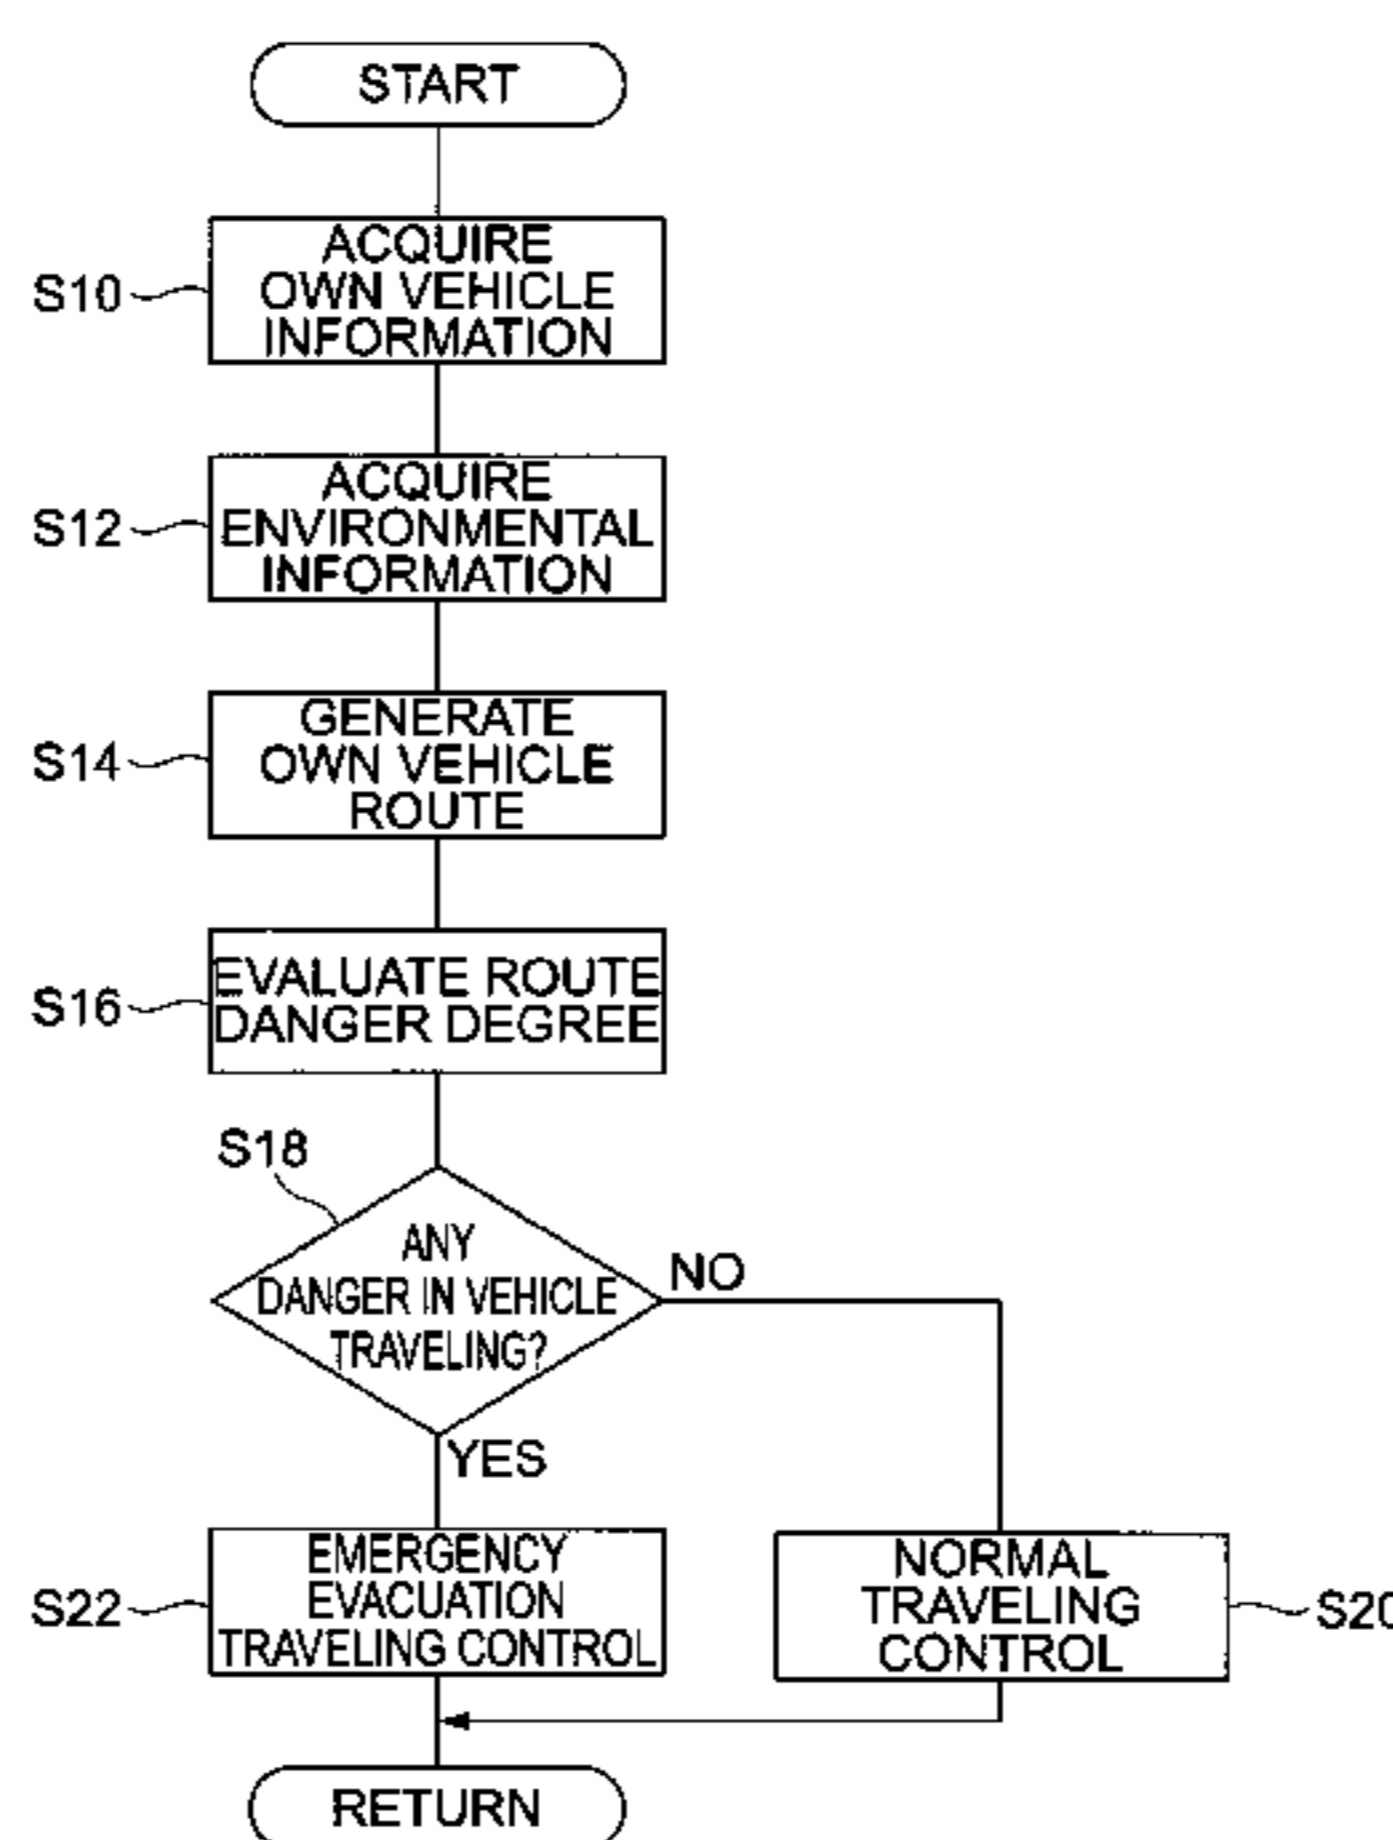 START
S10
ACQUIRE
OWN VEHICLE
INFORMATION
S12
ACQUIRE
ENVIRONMENTAL
INFORMATION
S14
GENERATE
OWN VEHICLE
ROUTE
S16
EVALUATE ROUTE
DANGER DEGREE
S18
ANY
DANGER IN VEHICLE
TRAVELING?
NO
YES
S22
EMERGENCY
EVACUATION
TRAVELING CONTROL
NORMAL
TRAVELING
CONTROL
S20
RETURN